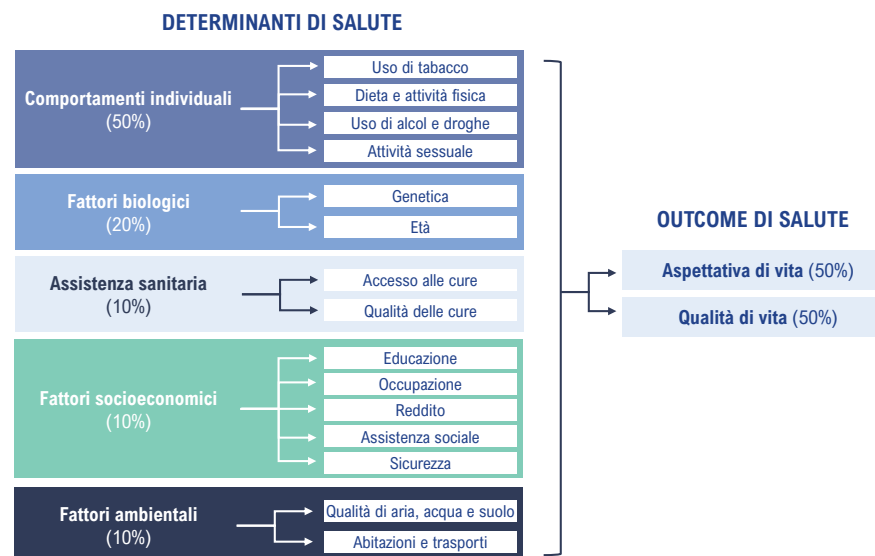 DETERMINANTI DI SALUTE
Comportamenti individuali
(50%)
Uso di tabacco
Dieta e attività fisica
Uso di alcol e droghe
Attività sessuale
Fattori biologici
(20%)
Genetica
Età
Assistenza sanitaria
(10%)
Accesso alle cure
Qualità delle cure
Fattori socioeconomici
(10%)
Educazione
Occupazione
Reddito
Assistenza sociale
Sicurezza
Fattori ambientali
(10%)
Qualità di aria, acqua e suolo
Abitazioni e trasporti
OUTCOME DI SALUTE
Aspettativa di vita (50%)
Qualità di vita (50%)